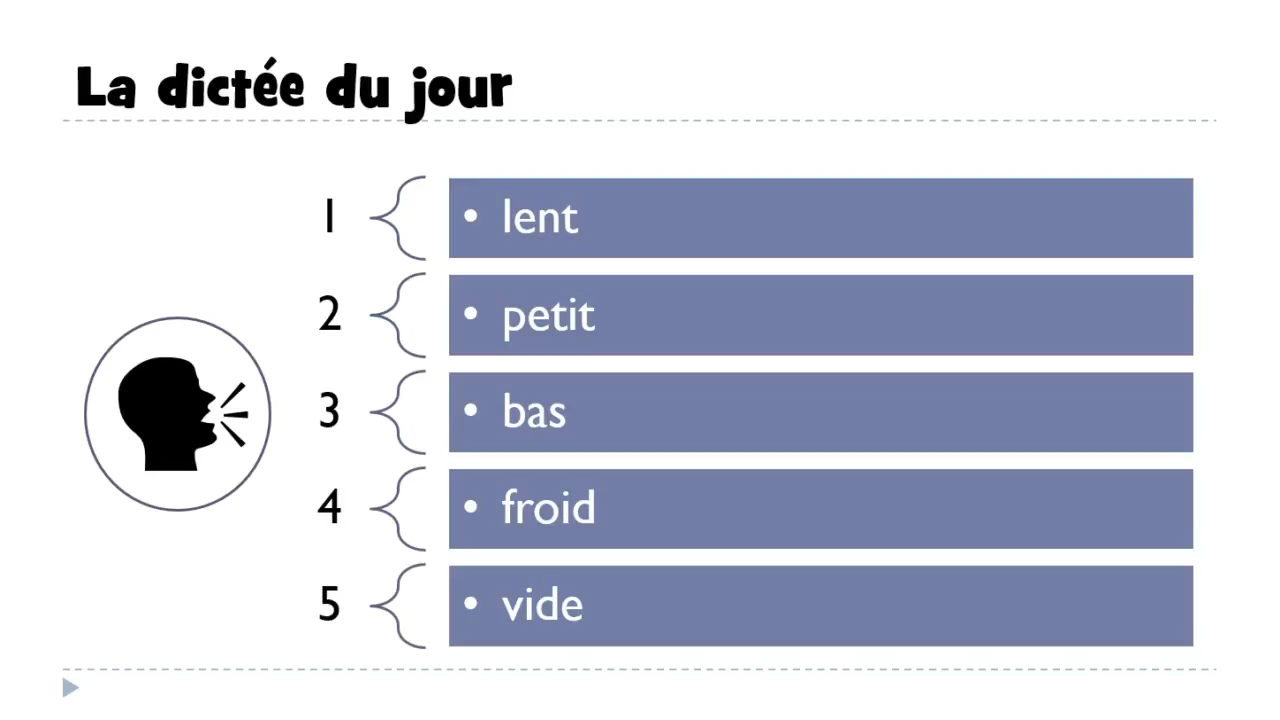 La dictée du jour
1 • lent
2 • petit
3 • bas
4 • froid
5 • vide